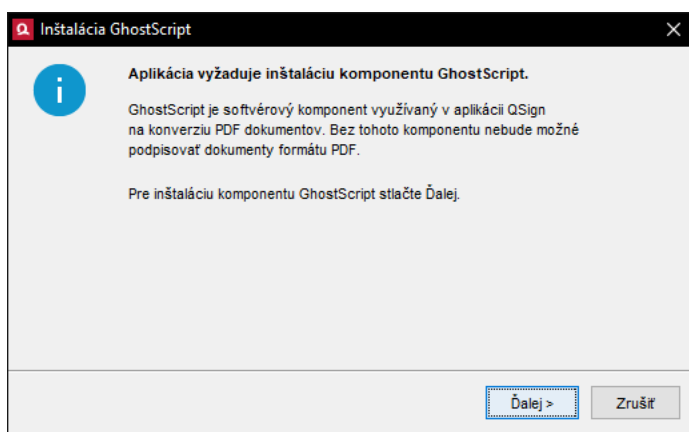 Inštalácia GhostScript
Aplikácia vyžaduje inštaláciu komponentu GhostScript.
GhostScript je softvérový komponent využívaný v aplikácii QSign
na konverziu PDF dokumentov. Bez tohoto komponentu nebude možné
podpisovať dokumenty formátu PDF.
Pre inštaláciu komponentu GhostScript stlačte Ďalej.
Ďalej >
Zrušiť